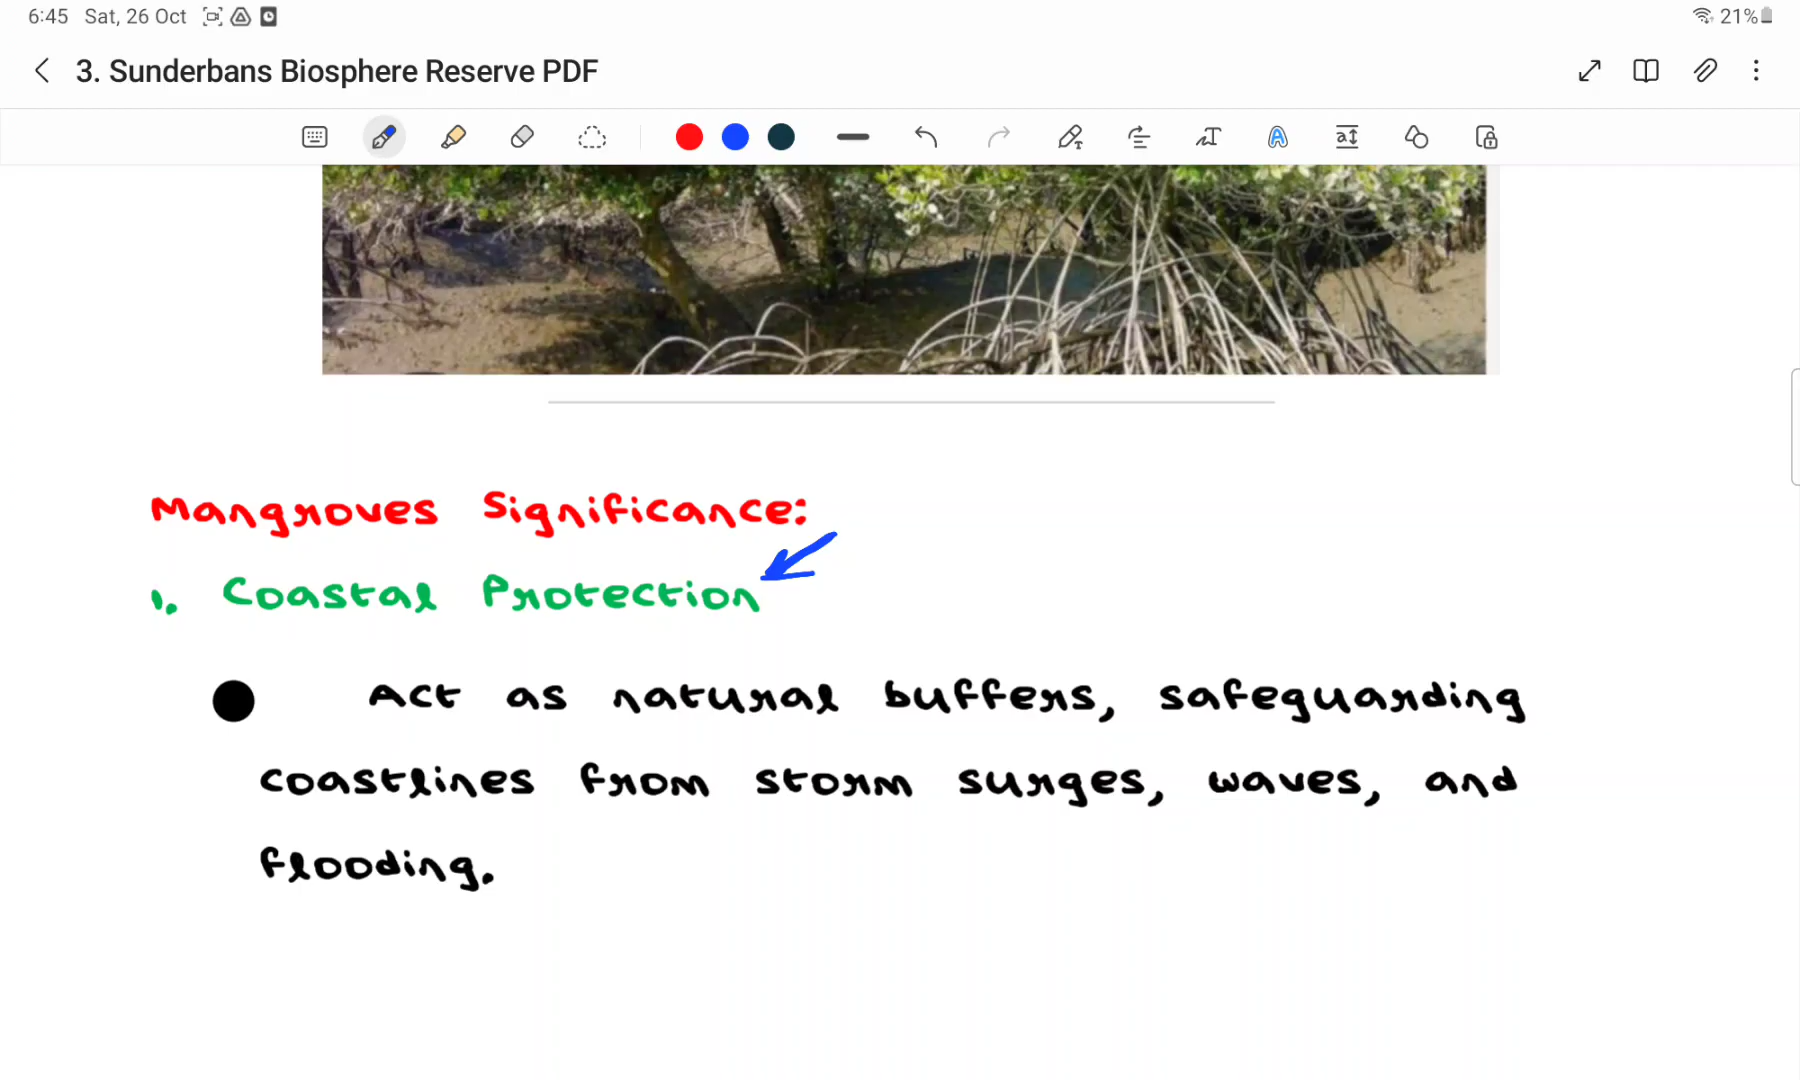 6:45 Sat, 26 Oct
21%
3. Sunderbans Biosphere Reserve PDF
Mangroves Significance:
1. Coastal Protection
● Act as natural buffers, safeguarding
coastlines from storm surges, waves, and
flooding.